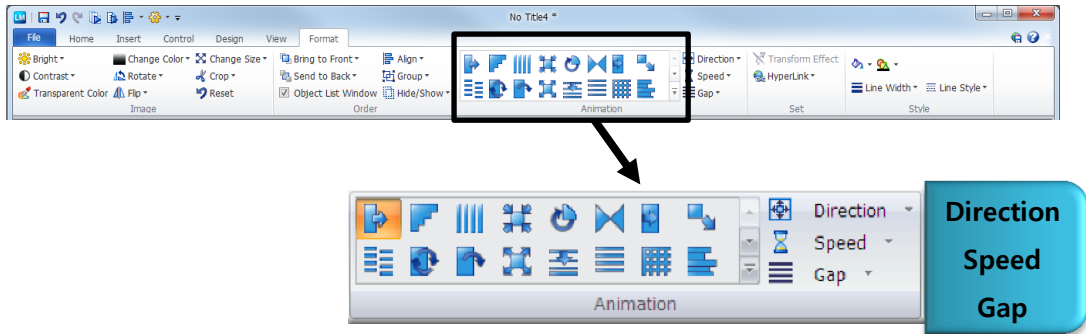 LM
No Title4 *
File Home Insert Control Design View Format
Bright Change Color Change Size Bring to Front Align Direction Transform Effect
Contrast Rotate Crop Send to Back Group Speed HyperLink
Transparent Color Flip Reset Object List Window Hide/Show Gap Line Width Line Style
Image Order Animation Set Style
Direction
Speed
Gap
Animation
Direction
Speed
Gap